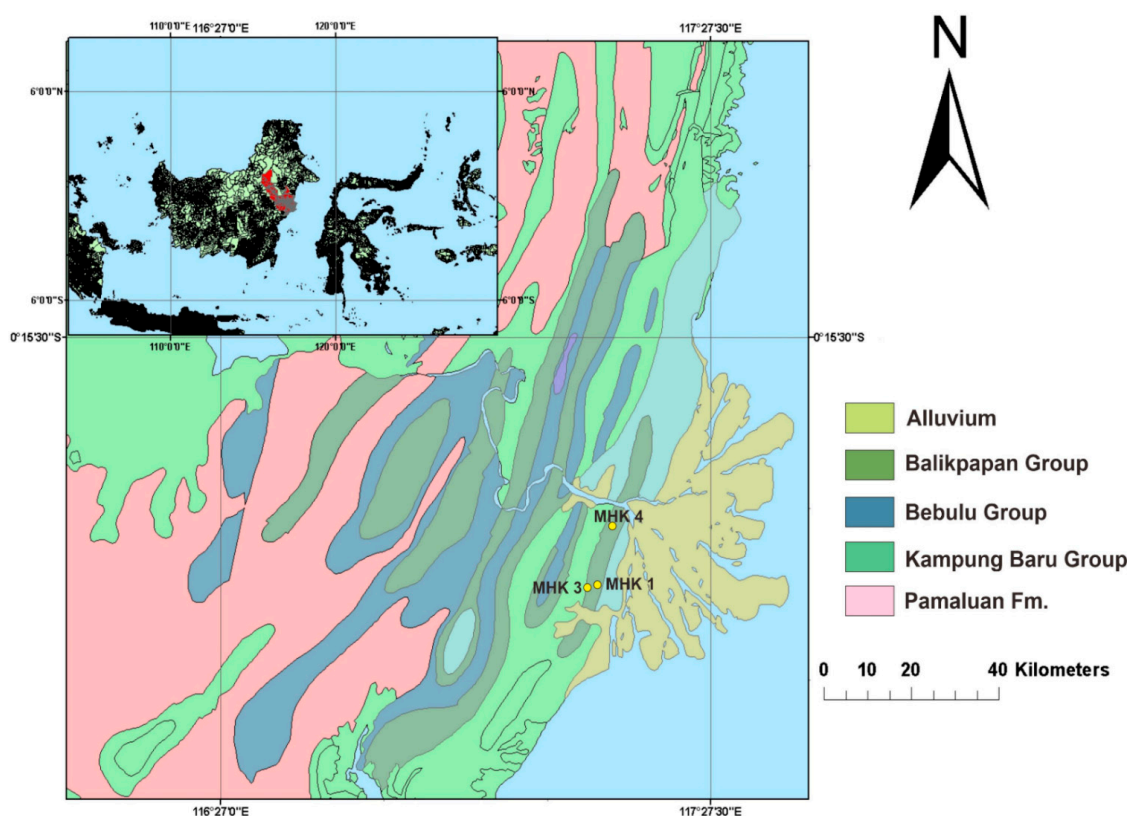 110°0'0"E
116°27'0"E
120°0'0"E
117°27'30"E
N
6°0'0"N
6°0'0"N
6°0'0"S
6°0'0"S
110°0'0"E
120°0'0"E
0°15'30"S
0°15'30"S
Alluvium
Balikpapan Group
Bebulu Group
Kampung Baru Group
Pamaluan Fm.
MHK 4
MHK 3
MHK 1
0 10 20 40 Kilometers
116°27'0"E
117°27'30"E